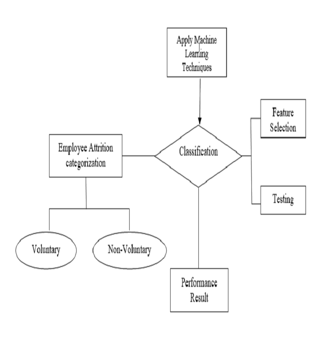 Apply Machine
Learning
Techniques
Feature
Selection
Employee Attrition
categorization
Classification
Testing
Voluntary
Non-Voluntary
Performance
Result